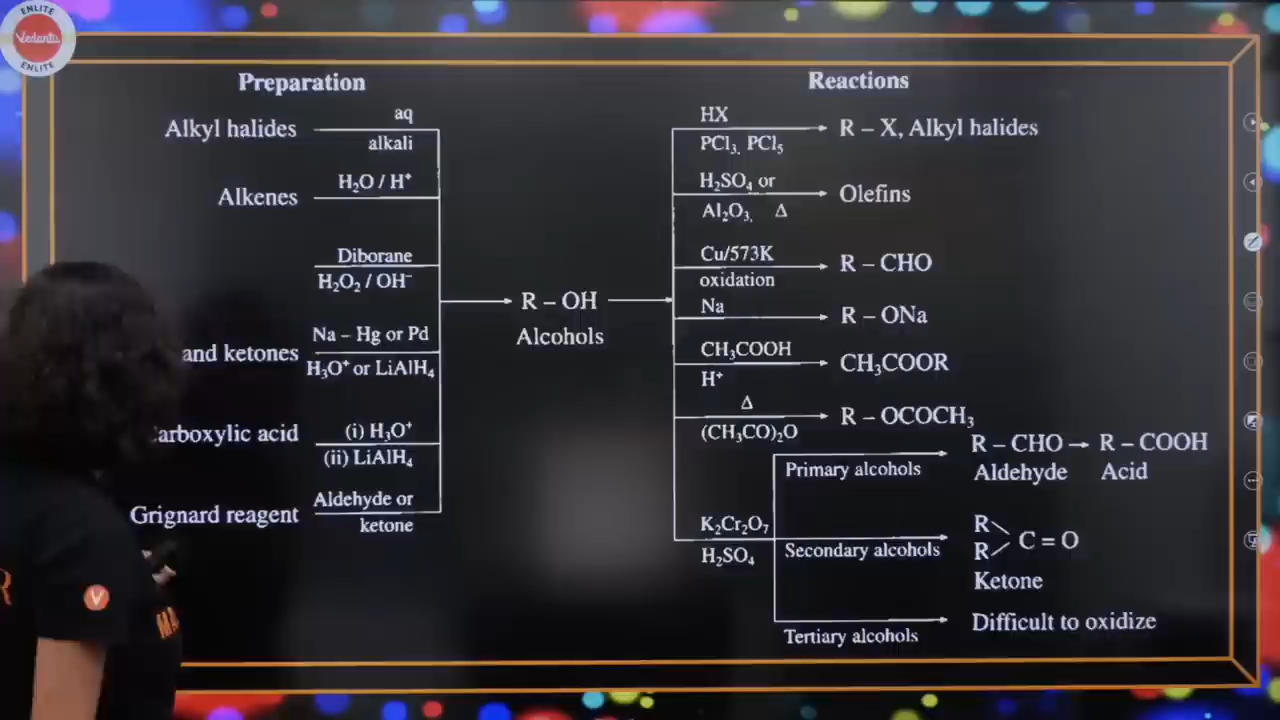 ENLITE
Vedantu
ENLITE
Preparation
Alkyl halides
aq
alkali
Alkenes
H₂O / H⁺
Diborane
H₂O₂ / OH⁻
and ketones
Na – Hg or Pd
H₃O⁺ or LiAlH₄
arboxylic acid
(i) H₃O⁺
(ii) LiAlH₄
Grignard reagent
Aldehyde or
ketone
R – OH
Alcohols
Reactions
HX
PCl₃, PCl₅
R – X, Alkyl halides
H₂SO₄ or
Al₂O₃, Δ
Olefins
Cu/573K
oxidation
R – CHO
Na
R – ONa
CH₃COOH
H⁺
CH₃COOR
Δ
(CH₃CO)₂O
R – OCOCH₃
K₂Cr₂O₇
H₂SO₄
Primary alcohols
R – CHO → R – COOH
Aldehyde Acid
Secondary alcohols
R
R
C = O
Ketone
Tertiary alcohols
Difficult to oxidize
R
V
MA